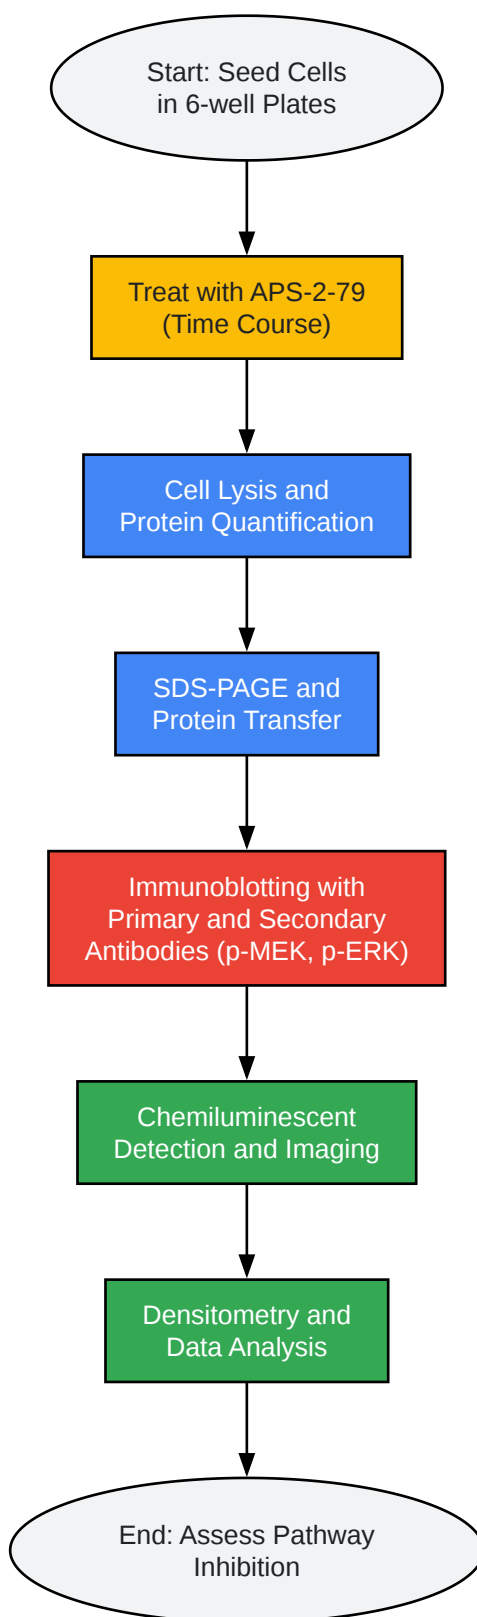 Start: Seed Cells
in 6-well Plates
Treat with APS-2-79
(Time Course)
Cell Lysis and
Protein Quantification
SDS-PAGE and
Protein Transfer
Immunoblotting with
Primary and Secondary
Antibodies (p-MEK, p-ERK)
Chemiluminescent
Detection and Imaging
Densitometry and
Data Analysis
End: Assess Pathway
Inhibition